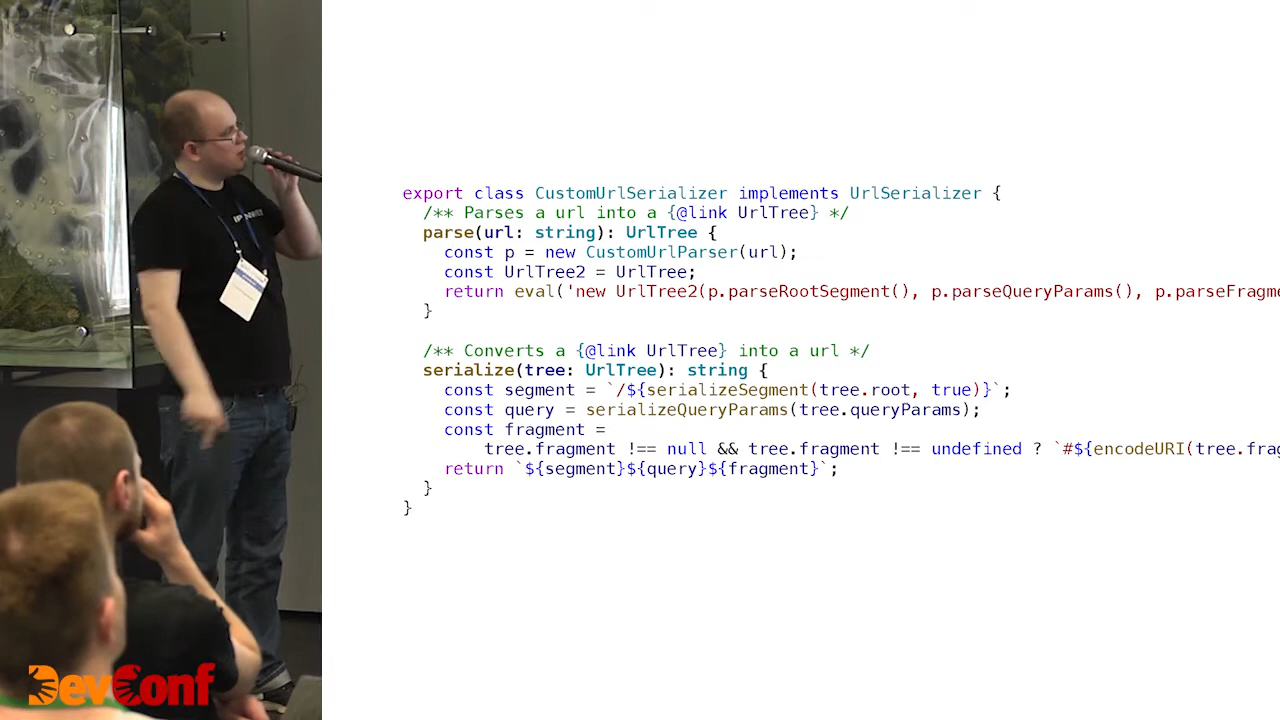 export class CustomUrlSerializer implements UrlSerializer {
/** Parses a url into a {@link UrlTree} */
parse(url: string): UrlTree {
const p = new CustomUrlParser(url);
const UrlTree2 = UrlTree;
return eval('new UrlTree2(p.parseRootSegment(), p.parseQueryParams(), p.parseFragme
}
/** Converts a {@link UrlTree} into a url */
serialize(tree: UrlTree): string {
const segment = `/${serializeSegment(tree.root, true)}`;
const query = serializeQueryParams(tree.queryParams);
const fragment =
tree.fragment !== null && tree.fragment !== undefined ? `#${encodeURI(tree.frag
return `${segment}${query}${fragment}`;
}
}
DevConf